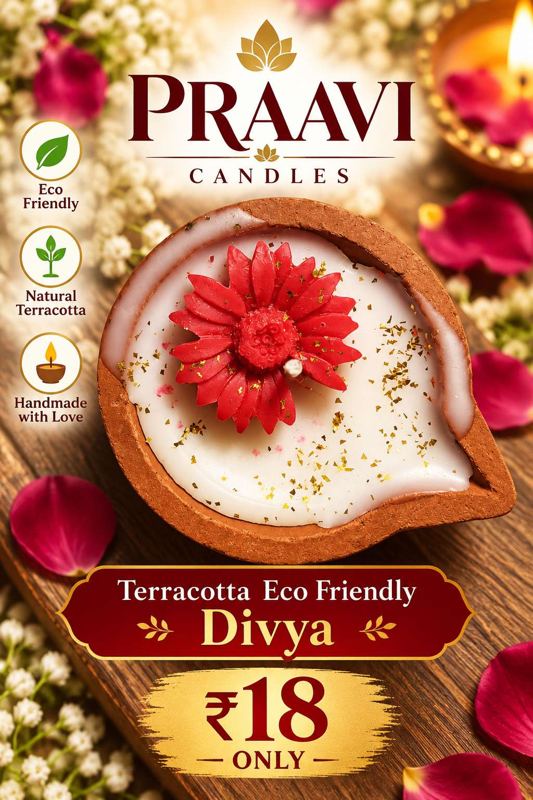 PRAAVI
CANDLES
Eco
Friendly
Natural
Terracotta
Handmade
with Love
Terracotta Eco Friendly
Divya
₹18
ONLY